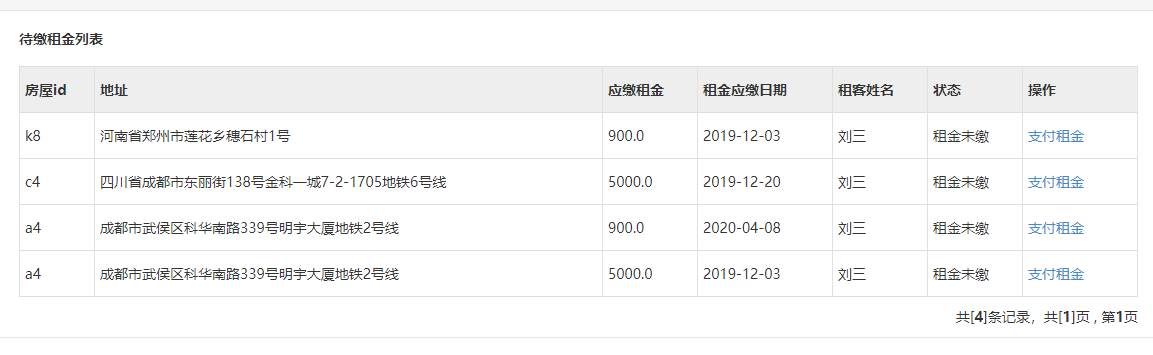 待缴租金列表
房屋id 地址 应缴租金 租金应缴日期 租客姓名 状态 操作
k8 河南省郑州市莲花乡穗石村1号 900.0 2019-12-03 刘三 租金未缴 支付租金
c4 四川省成都市东丽街138号金科一城7-2-1705地铁6号线 5000.0 2019-12-20 刘三 租金未缴 支付租金
a4 成都市武侯区科华南路339号明宇大厦地铁2号线 900.0 2020-04-08 刘三 租金未缴 支付租金
a4 成都市武侯区科华南路339号明宇大厦地铁2号线 5000.0 2019-12-03 刘三 租金未缴 支付租金
共[4]条记录，共[1]页 , 第1页